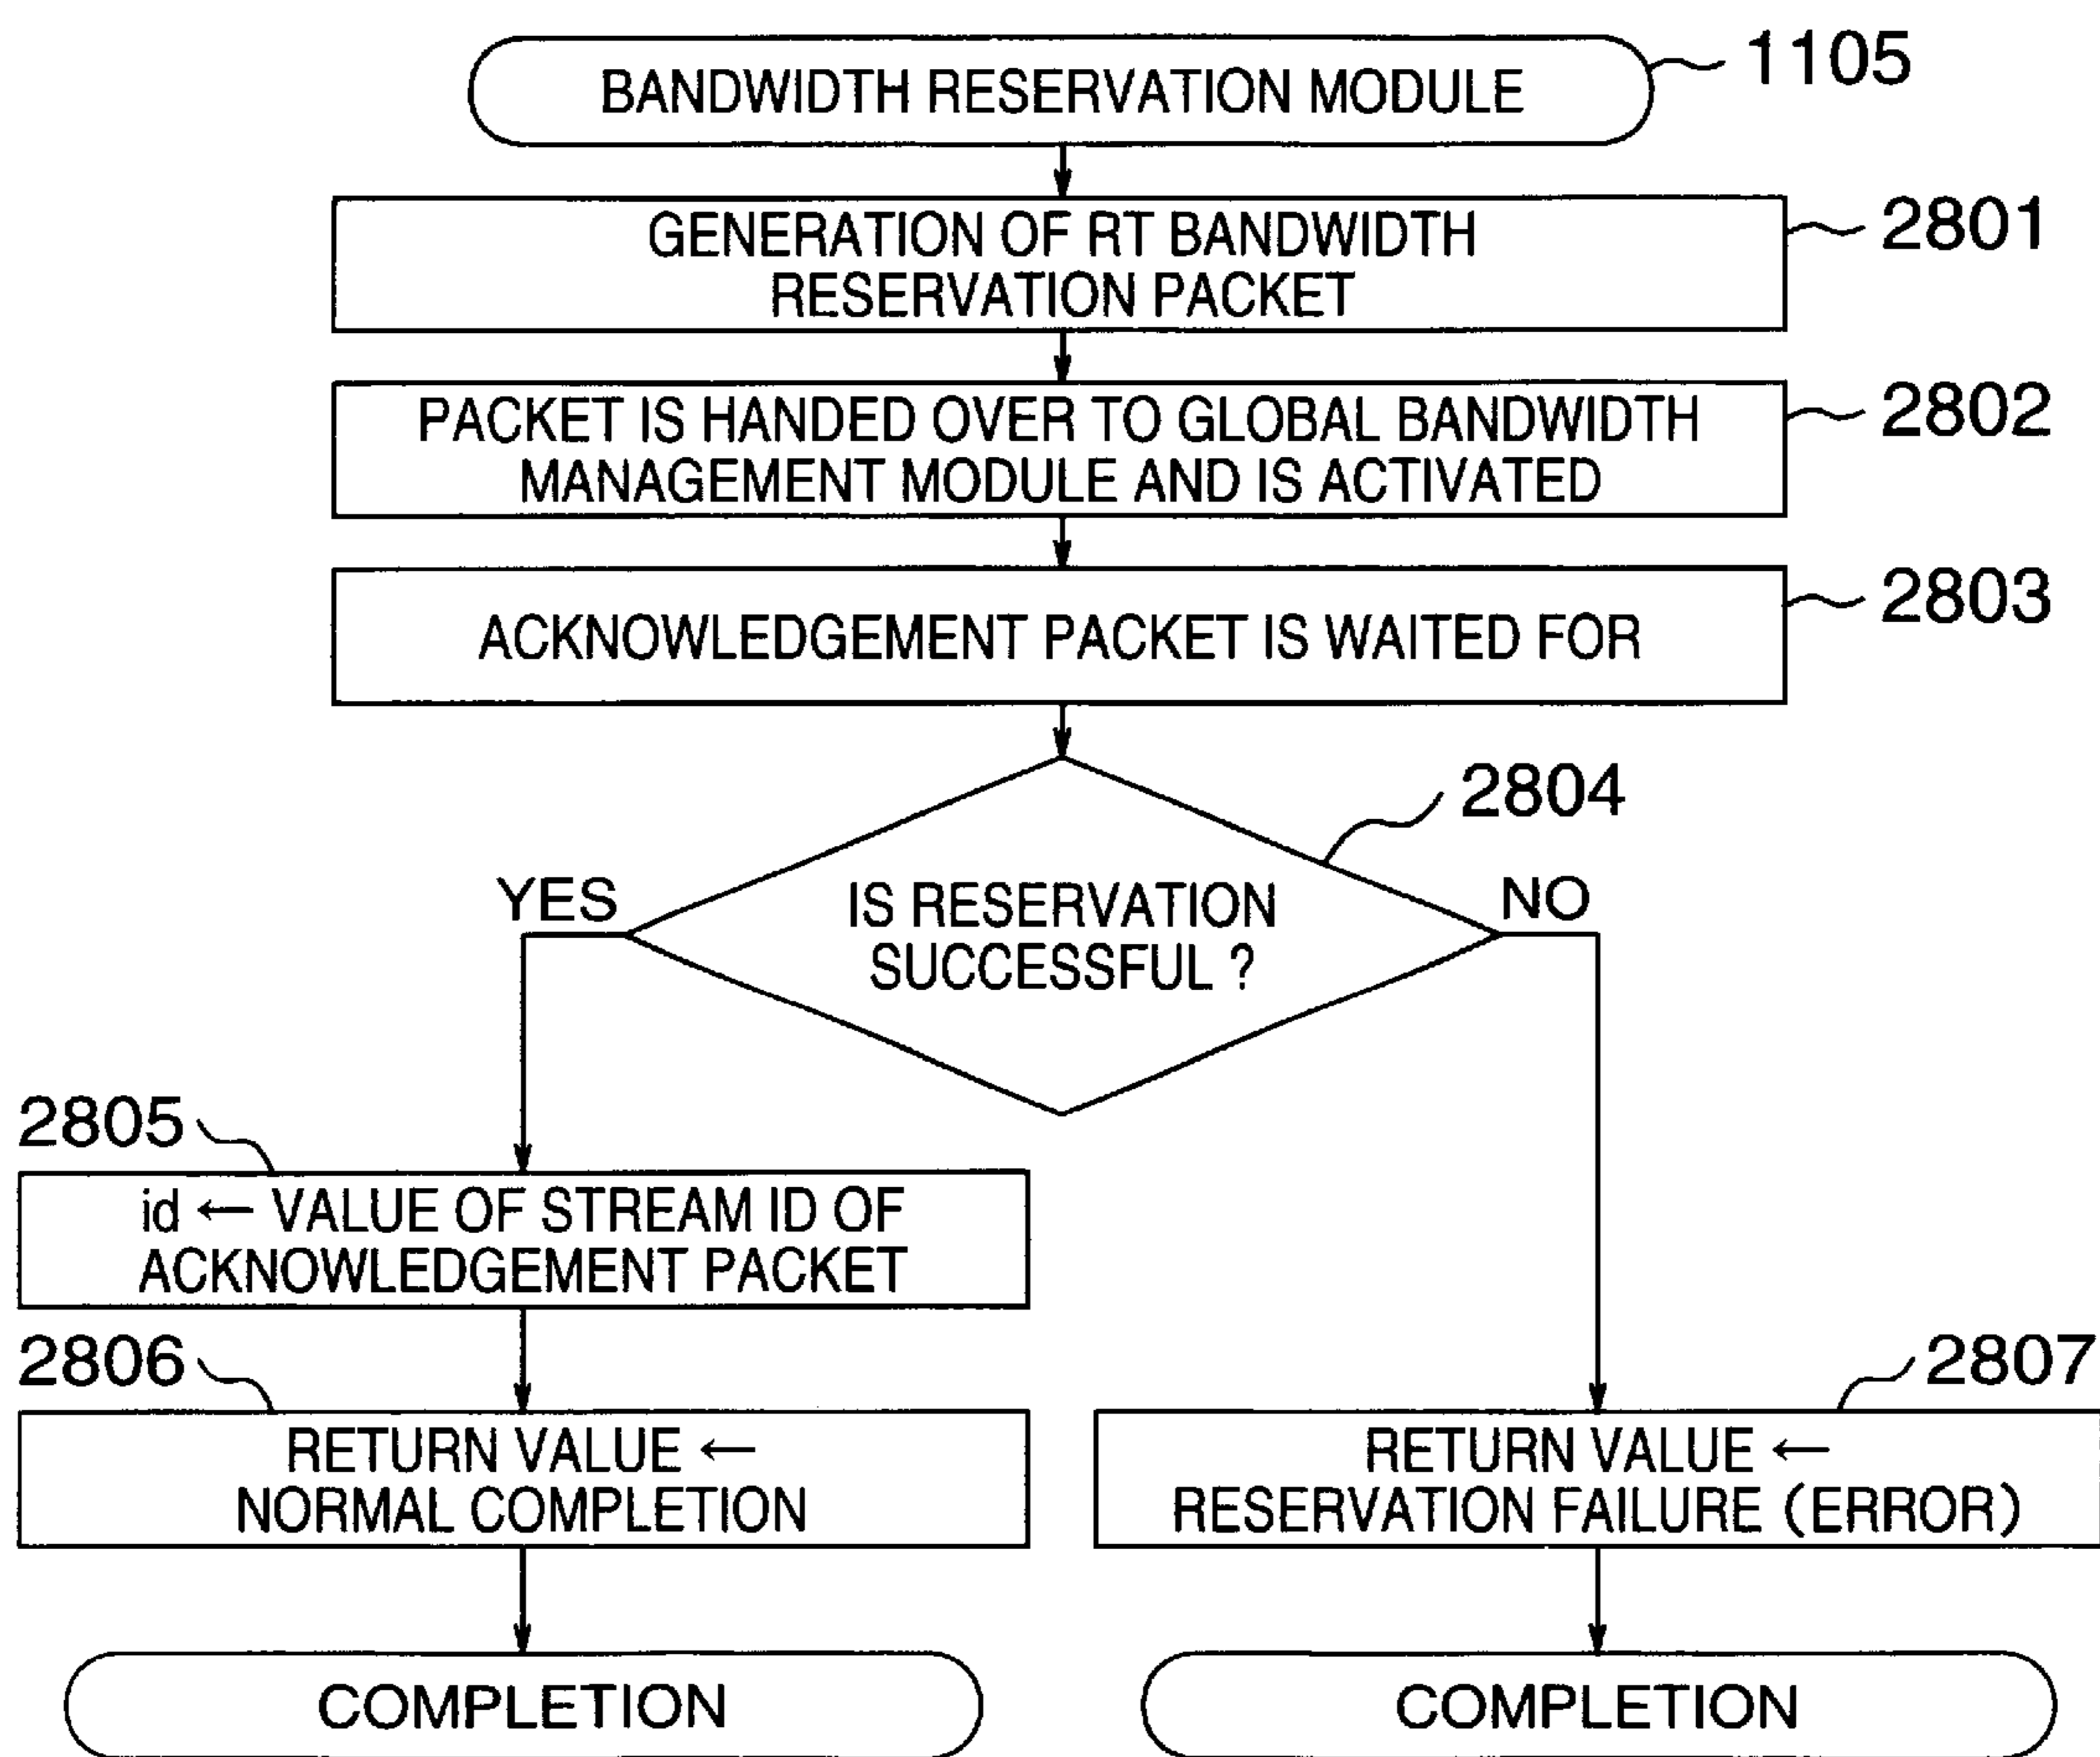 BANDWIDTH RESERVATION MODULE
1105
GENERATION OF RT BANDWIDTH
RESERVATION PACKET
2801
PACKET IS HANDED OVER TO GLOBAL BANDWIDTH
MANAGEMENT MODULE AND IS ACTIVATED
2802
ACKNOWLEDGEMENT PACKET IS WAITED FOR
2803
2804
YES
IS RESERVATION
SUCCESSFUL ?
NO
2805
id ← VALUE OF STREAM ID OF
ACKNOWLEDGEMENT PACKET
2806
RETURN VALUE ←
NORMAL COMPLETION
2807
RETURN VALUE ←
RESERVATION FAILURE (ERROR)
COMPLETION
COMPLETION